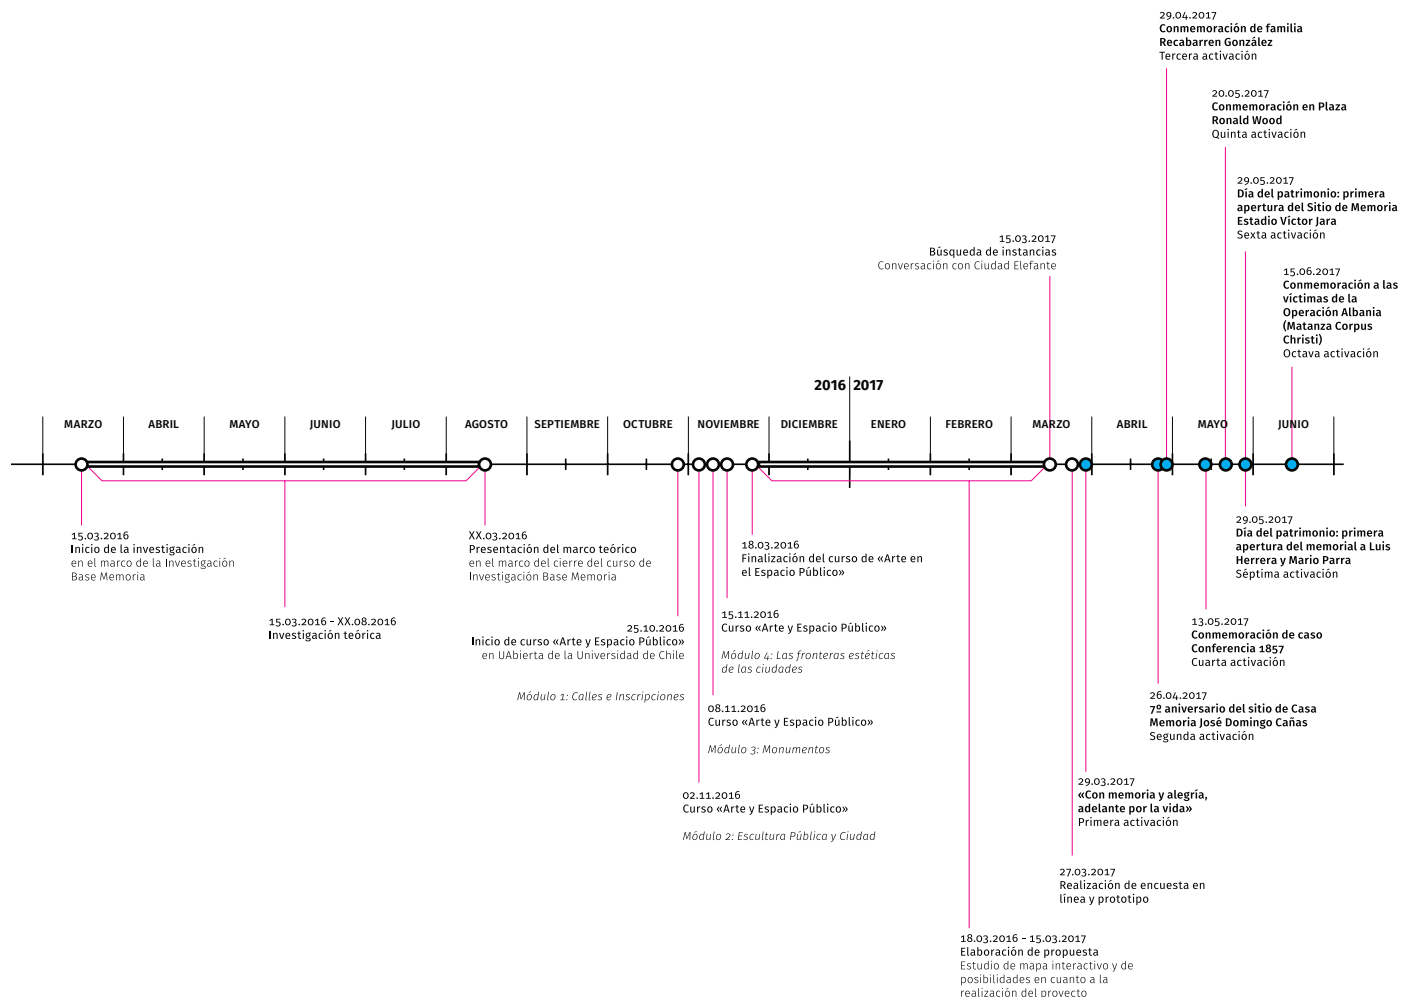 29.04.2017
Conmemoración de familia
Recabarren González
Tercera activación
20.05.2017
Conmemoración en Plaza
Ronald Wood
Quinta activación
29.05.2017
Día del patrimonio: primera
apertura del Sitio de Memoria
Estadio Víctor Jara
Sexta activación
15.03.2017
Búsqueda de instancias
Conversación con Ciudad Elefante
15.06.2017
Conmemoración a las
víctimas de la
Operación Albania
(Matanza Corpus
Christi)
Octava activación
2016 2017
MARZO ABRIL MAYO JUNIO JULIO AGOSTO SEPTIEMBRE OCTUBRE NOVIEMBRE DICIEMBRE ENERO FEBRERO MARZO ABRIL MAYO JUNIO
15.03.2016
Inicio de la investigación
en el marco de la Investigación
Base Memoria
15.03.2016 – XX.08.2016
Investigación teórica
XX.03.2016
Presentación del marco teórico
en el marco del cierre del curso de
Investigación Base Memoria
25.10.2016
Inicio de curso «Arte y Espacio Público»
en UAbierta de la Universidad de Chile
Módulo 1: Calles e Inscripciones
18.03.2016
Finalización del curso de «Arte en
el Espacio Público»
15.11.2016
Curso «Arte y Espacio Público»
Módulo 4: Las fronteras estéticas
de las ciudades
08.11.2016
Curso «Arte y Espacio Público»
Módulo 3: Monumentos
02.11.2016
Curso «Arte y Espacio Público»
Módulo 2: Escultura Pública y Ciudad
29.05.2017
Día del patrimonio: primera
apertura del memorial a Luis
Herrera y Mario Parra
Séptima activación
13.05.2017
Conmemoración de caso
Conferencia 1857
Cuarta activación
26.04.2017
7º aniversario del sitio de Casa
Memoria José Domingo Cañas
Segunda activación
29.03.2017
«Con memoria y alegría,
adelante por la vida»
Primera activación
27.03.2017
Realización de encuesta en
línea y prototipo
18.03.2016 – 15.03.2017
Elaboración de propuesta
Estudio de mapa interactivo y de
posibilidades en cuanto a la
realización del proyecto